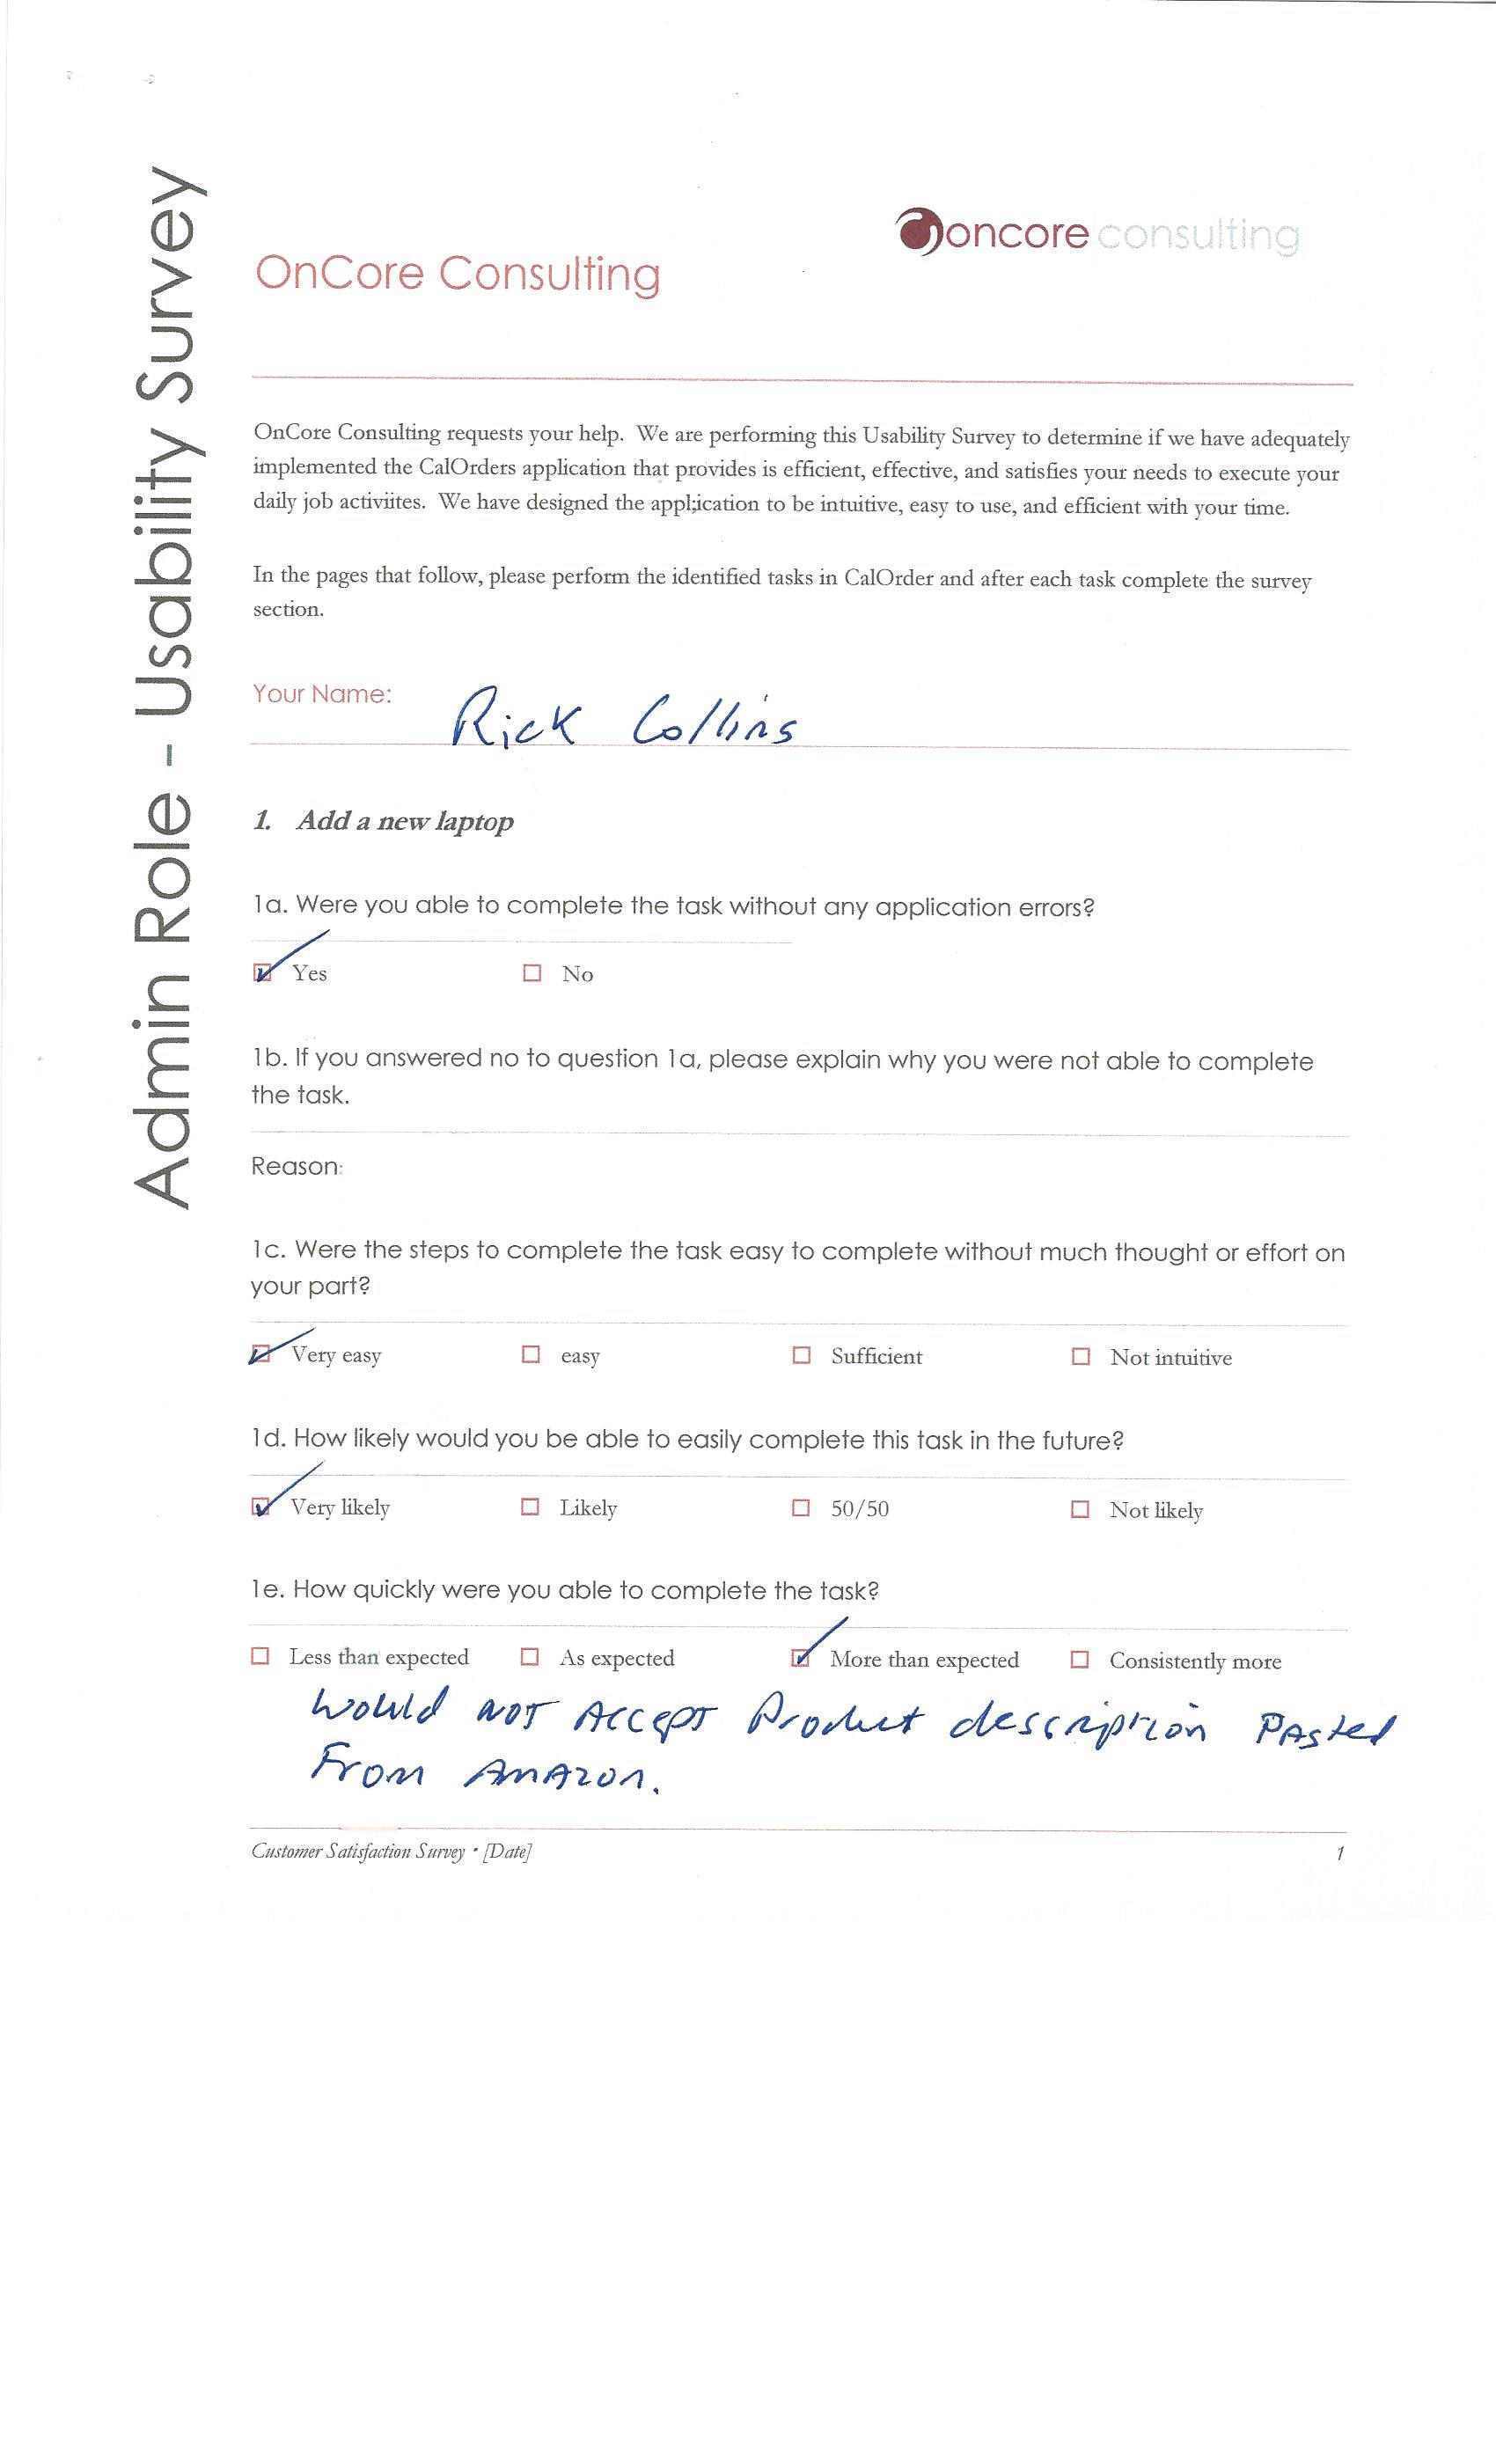 Admin Role - Usability Survey
oncore consulting
OnCore Consulting
OnCore Consulting requests your help. We are performing this Usability Survey to determine if we have adequately
implemented the CalOrders application that provides is efficient, effective, and satisfies your needs to execute your
daily job activiites. We have designed the appl;ication to be intuitive, easy to use, and efficient with your time.
In the pages that follow, please perform the identified tasks in CalOrder and after each task complete the survey
section.
Your Name: Rick Collins
1. Add a new laptop
1a. Were you able to complete the task without any application errors?
Yes No
1b. If you answered no to question 1a, please explain why you were not able to complete
the task.
Reason:
1c. Were the steps to complete the task easy to complete without much thought or effort on
your part?
Very easy easy Sufficient Not intuitive
1d. How likely would you be able to easily complete this task in the future?
Very likely Likely 50/50 Not likely
1e. How quickly were you able to complete the task?
Less than expected As expected More than expected Consistently more
Would NOT Accept Product description Pasted
From Amazon.
Customer Satisfaction Survey • [Date] 1